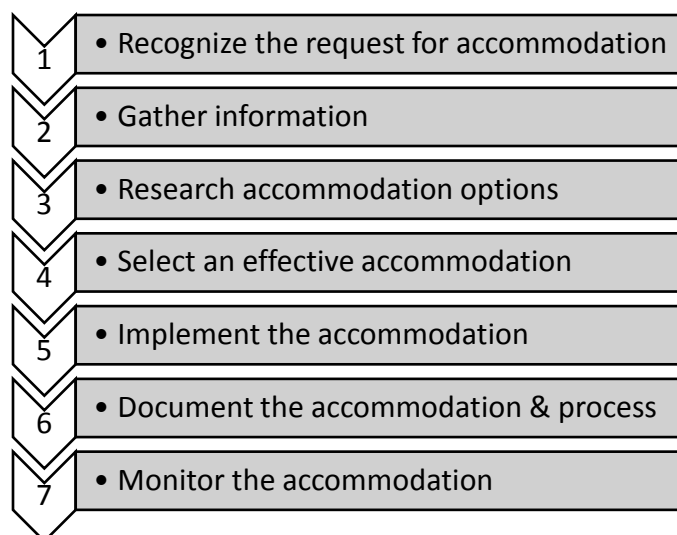 1 • Recognize the request for accommodation
2 • Gather information
3 • Research accommodation options
4 • Select an effective accommodation
5 • Implement the accommodation
6 • Document the accommodation & process
7 • Monitor the accommodation